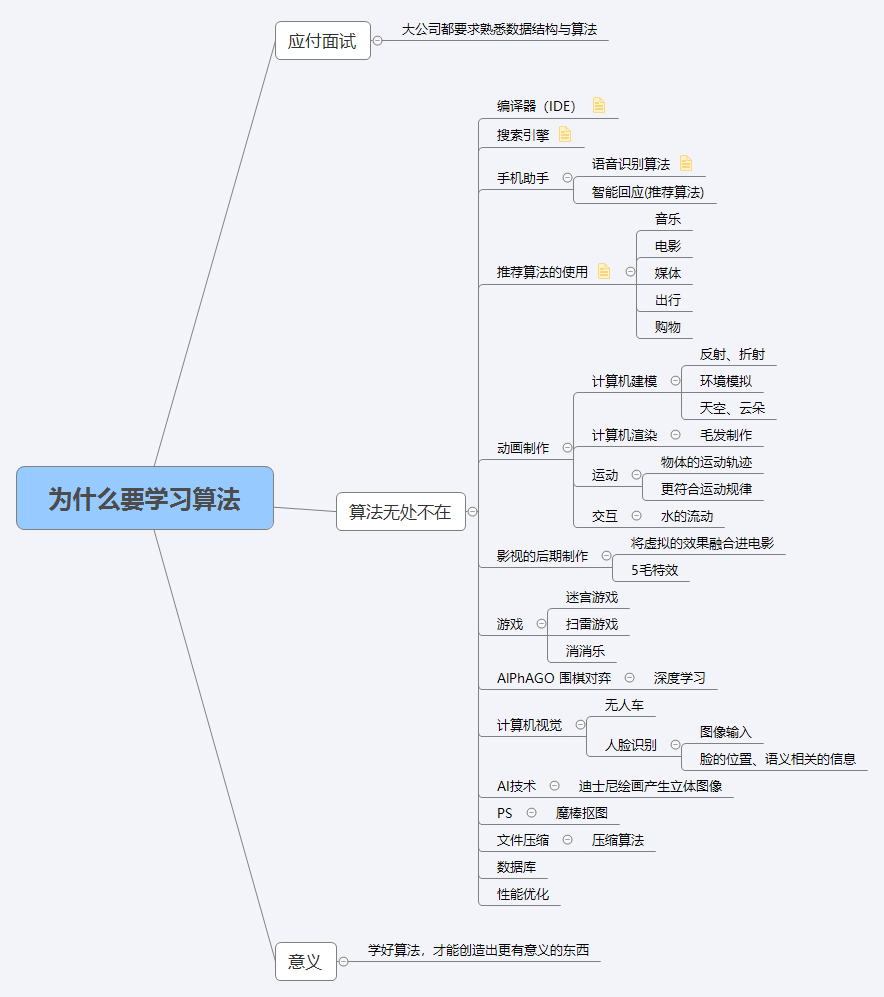 为什么要学习算法
应付面试
大公司都要求熟悉数据结构与算法
算法无处不在
编译器（IDE）
搜索引擎
手机助手
语音识别算法
智能回应(推荐算法)
推荐算法的使用
音乐
电影
媒体
出行
购物
动画制作
计算机建模
反射、折射
环境模拟
天空、云朵
计算机渲染
毛发制作
运动
物体的运动轨迹
更符合运动规律
交互
水的流动
影视的后期制作
将虚拟的效果融合进电影
5毛特效
游戏
迷宫游戏
扫雷游戏
消消乐
AlPhAGO 围棋对弈
深度学习
计算机视觉
无人车
人脸识别
图像输入
脸的位置、语义相关的信息
AI技术
迪士尼绘画产生立体图像
PS
魔棒抠图
文件压缩
压缩算法
数据库
性能优化
意义
学好算法，才能创造出更有意义的东西